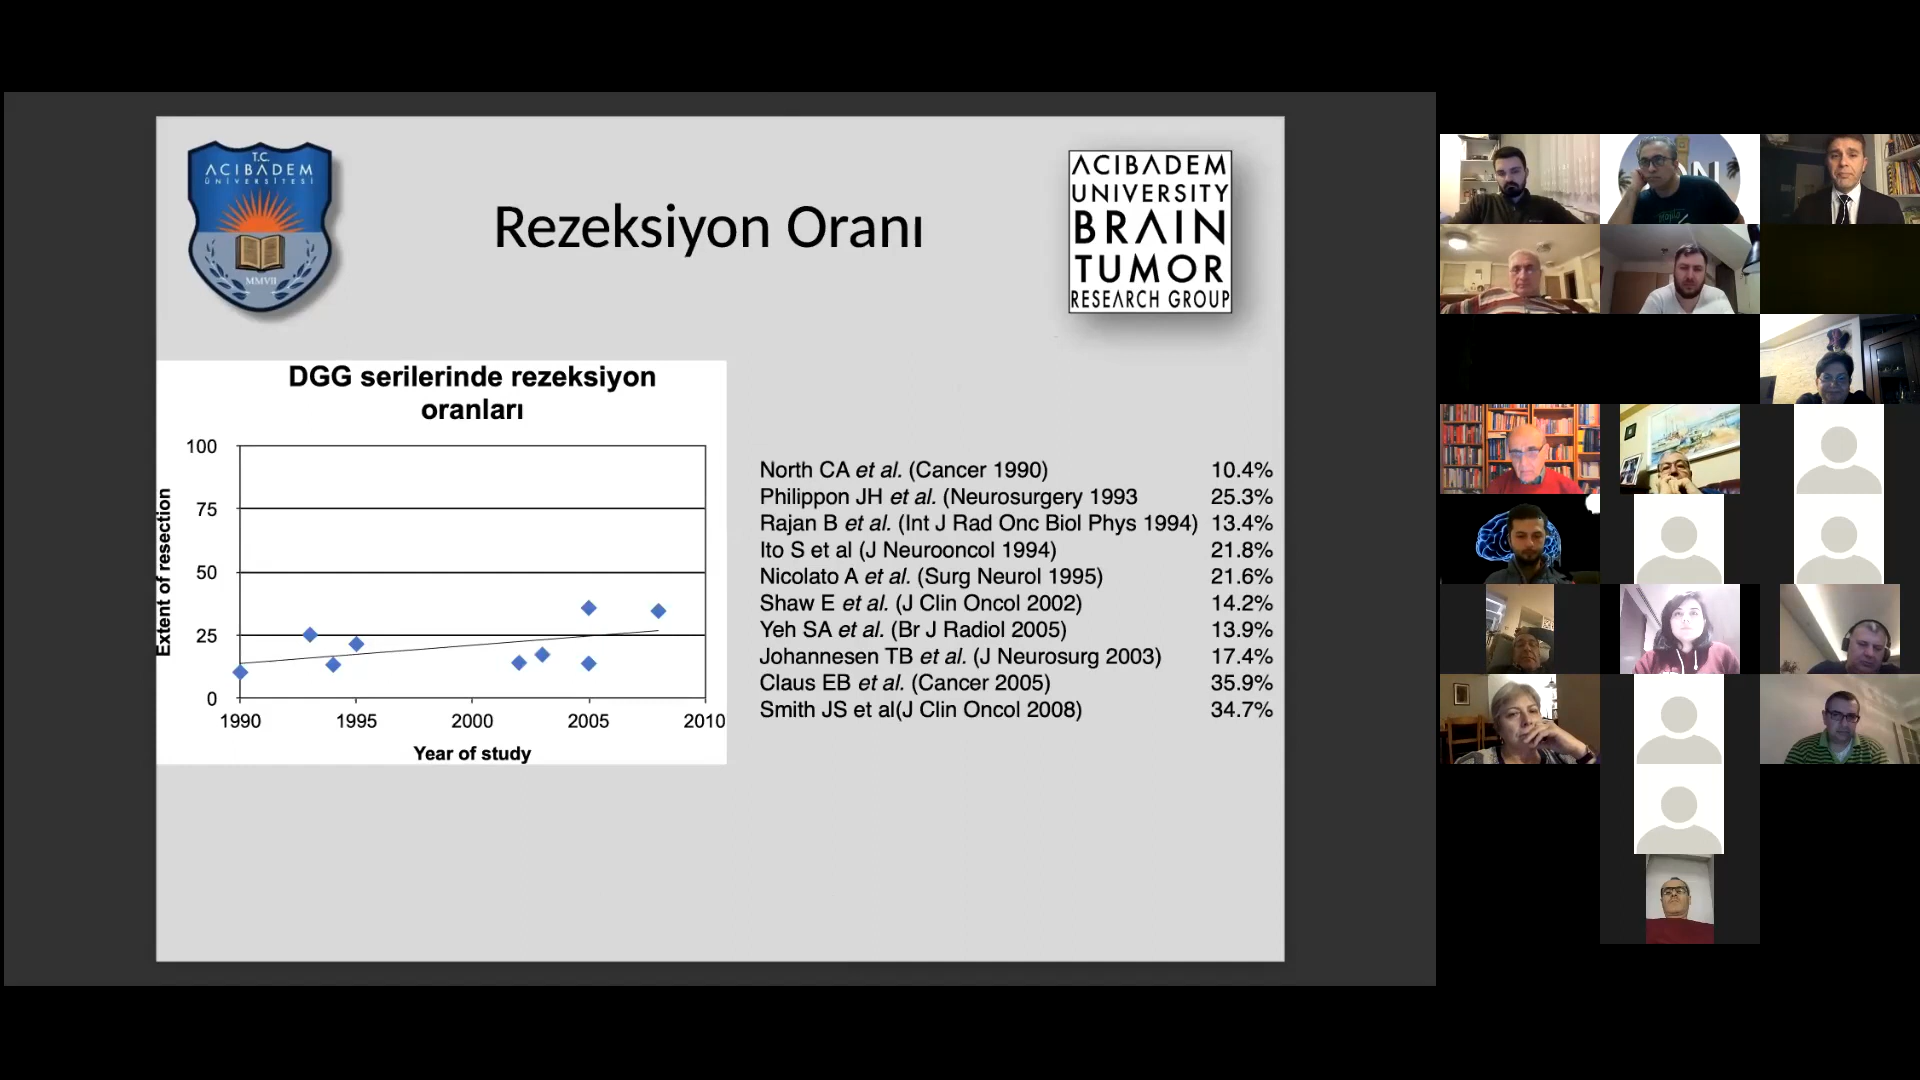 T.C.
ACIBADEM
ÜNİVERSİTESİ
MMVII
Rezeksiyon Oranı
ACIBADEM
UNIVERSITY
BRAIN
TUMOR
RESEARCH GROUP
DGG serilerinde rezeksiyon
oranları
100
75
50
25
0
Extent of resection
1990 1995 2000 2005 2010
Year of study
North CA et al. (Cancer 1990) 10.4%
Philippon JH et al. (Neurosurgery 1993 25.3%
Rajan B et al. (Int J Rad Onc Biol Phys 1994) 13.4%
Ito S et al (J Neurooncol 1994) 21.8%
Nicolato A et al. (Surg Neurol 1995) 21.6%
Shaw E et al. (J Clin Oncol 2002) 14.2%
Yeh SA et al. (Br J Radiol 2005) 13.9%
Johannesen TB et al. (J Neurosurg 2003) 17.4%
Claus EB et al. (Cancer 2005) 35.9%
Smith JS et al(J Clin Oncol 2008) 34.7%